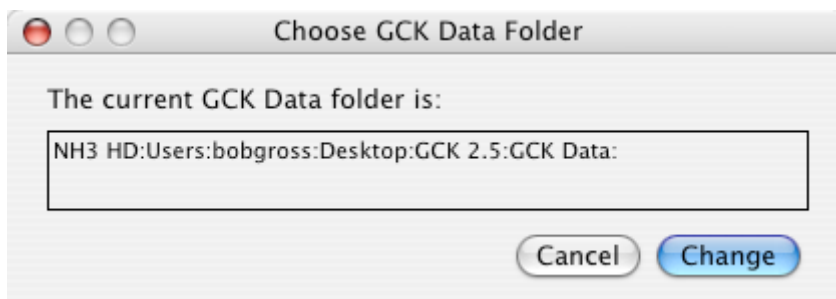 Choose GCK Data Folder
The current GCK Data folder is:
NH3 HD:Users:bobgross:Desktop:GCK 2.5:GCK Data:
Cancel Change